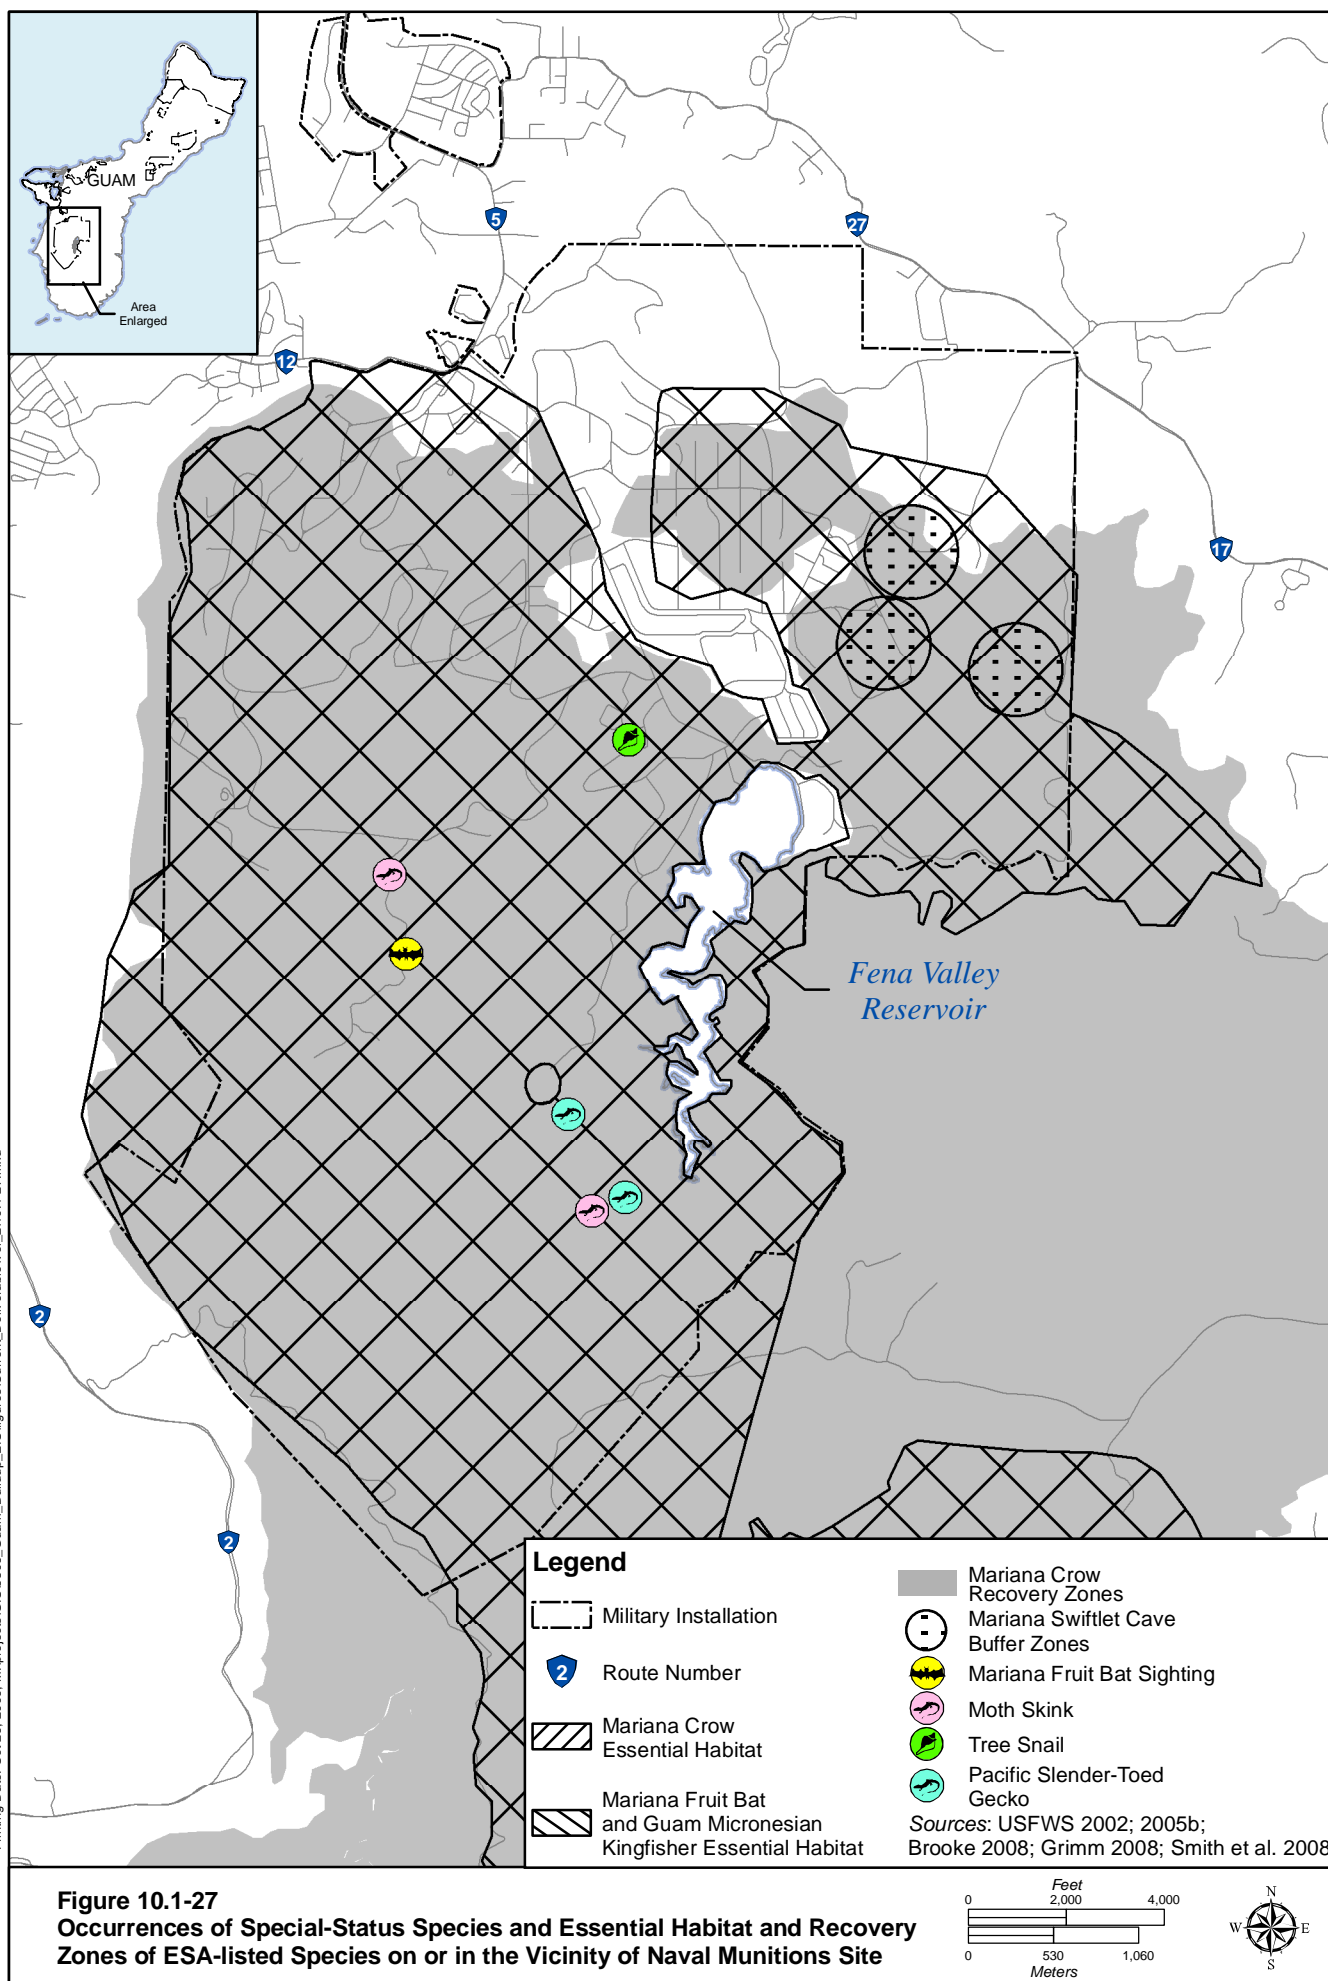 GUAM
Area
Enlarged
5
27
12
17
Fena Valley
Reservoir
2
2
Legend
Military Installation
2
Route Number
Mariana Crow
Essential Habitat
Mariana Fruit Bat
and Guam Micronesian
Kingfisher Essential Habitat
Mariana Crow
Recovery Zones
Mariana Swiftlet Cave
Buffer Zones
Mariana Fruit Bat Sighting
Moth Skink
Tree Snail
Pacific Slender-Toed
Gecko
Sources: USFWS 2002; 2005b;
Brooke 2008; Grimm 2008; Smith et al. 2008
Figure 10.1-27
Occurrences of Special-Status Species and Essential Habitat and Recovery
Zones of ESA-listed Species on or in the Vicinity of Naval Munitions Site
Feet
0 2,000 4,000
0 530 1,060
Meters
N
W E
S